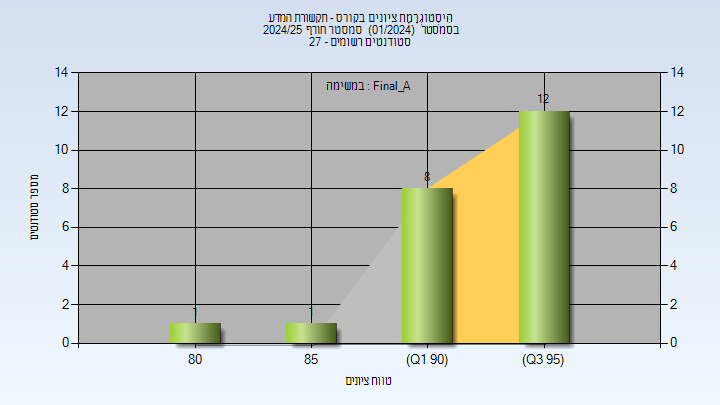 היסטוגרמת ציונים בקורס - תקשורת המדע
בסמסטר (01/2024) סמסטר חורף 2024/25
סטודנטים רשומים - 27
במשימה : Final_A
מספר סטודנטים
14 12 10 8 6 4 2 0
14 12 10 8 6 4 2 0
1 1 8 12
80 85 (Q1 90) (Q3 95)
טווח ציונים